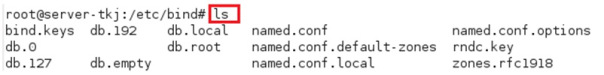 root@server-tkj:/etc/bind# ls
bind.keys db.192 db.local named.conf named.conf.options
db.0 db.root named.conf.default-zones rndc.key
db.127 db.empty named.conf.local zones.rfc1918